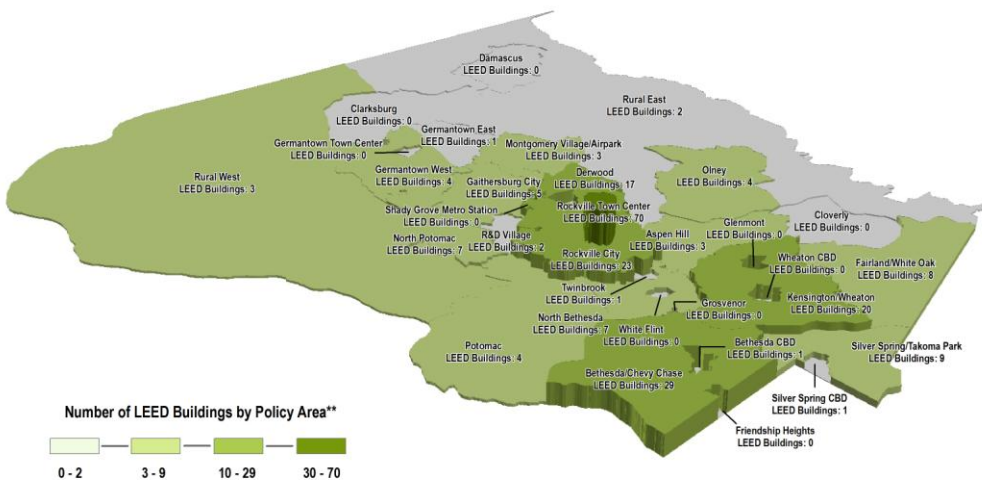 Damascus
LEED Buildings: 0
Rural East
LEED Buildings: 2
Clarksburg
LEED Buildings: 0
Germantown East
LEED Buildings: 1
Germantown Town Center
LEED Buildings: 0
Montgomery Village/Airpark
LEED Buildings: 3
Rural West
LEED Buildings: 3
Germantown West
LEED Buildings: 4
Gaithersburg City
LEED Buildings: 5
Derwood
LEED Buildings: 17
Olney
LEED Buildings: 4
Shady Grove Metro Station
LEED Buildings: 0
Rockville Town Center
LEED Buildings: 70
Glenmont
LEED Buildings: 0
Cloverly
LEED Buildings: 0
North Potomac
LEED Buildings: 7
R&D Village
LEED Buildings: 2
Aspen Hill
LEED Buildings: 3
Rockville City
LEED Buildings: 23
Wheaton CBD
LEED Buildings: 0
Fairland/White Oak
LEED Buildings: 8
Twinbrook
LEED Buildings: 1
Kensington/Wheaton
LEED Buildings: 20
Grosvenor
LEED Buildings: 0
North Bethesda
LEED Buildings: 7
White Flint
LEED Buildings: 0
Bethesda CBD
LEED Buildings: 1
Potomac
LEED Buildings: 4
Silver Spring/Takoma Park
LEED Buildings: 9
Bethesda/Chevy Chase
LEED Buildings: 29
Silver Spring CBD
LEED Buildings: 1
Friendship Heights
LEED Buildings: 0
Number of LEED Buildings by Policy Area**
0 - 2 3 - 9 10 - 29 30 - 70